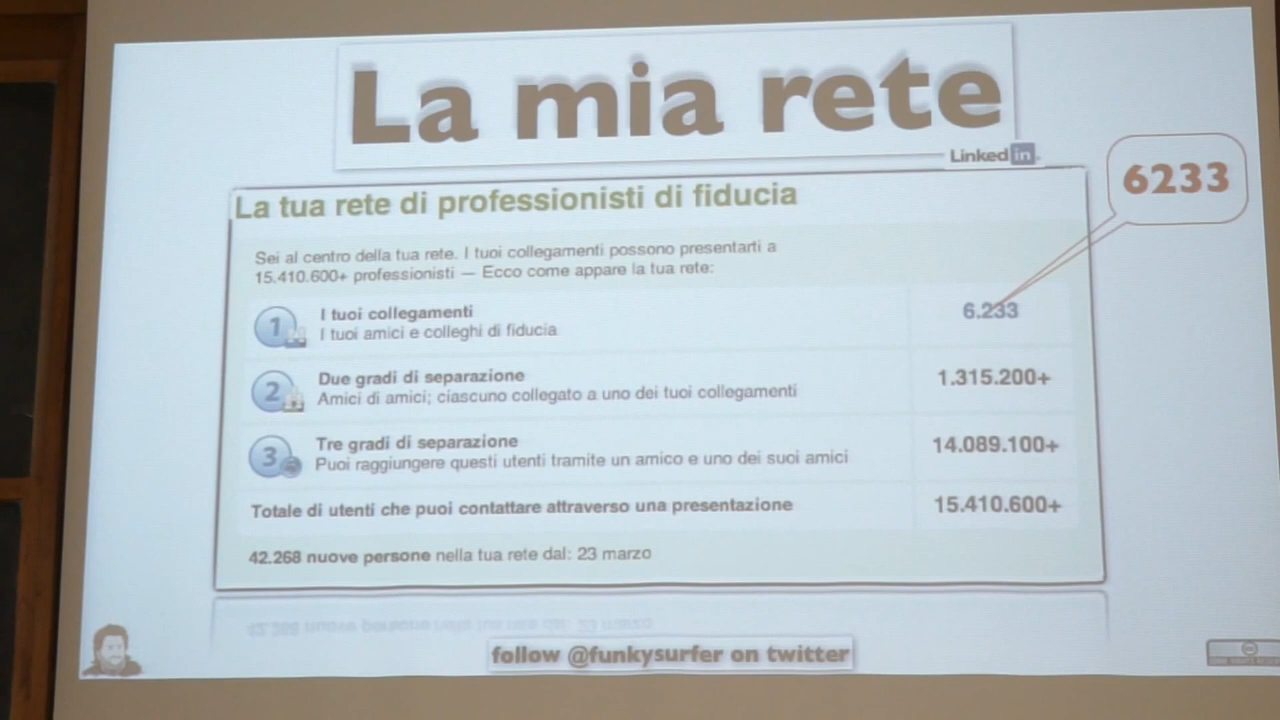 La mia rete
Linked in
6233
La tua rete di professionisti di fiducia
Sei al centro della tua rete. I tuoi collegamenti possono presentarti a
15.410.600+ professionisti — Ecco come appare la tua rete:
1 I tuoi collegamenti 6.233
I tuoi amici e colleghi di fiducia
2 Due gradi di separazione 1.315.200+
Amici di amici; ciascuno collegato a uno dei tuoi collegamenti
3 Tre gradi di separazione 14.089.100+
Puoi raggiungere questi utenti tramite un amico e uno dei suoi amici
Totale di utenti che puoi contattare attraverso una presentazione 15.410.600+
42.268 nuove persone nella tua rete dal: 23 marzo
follow @funkysurfer on twitter